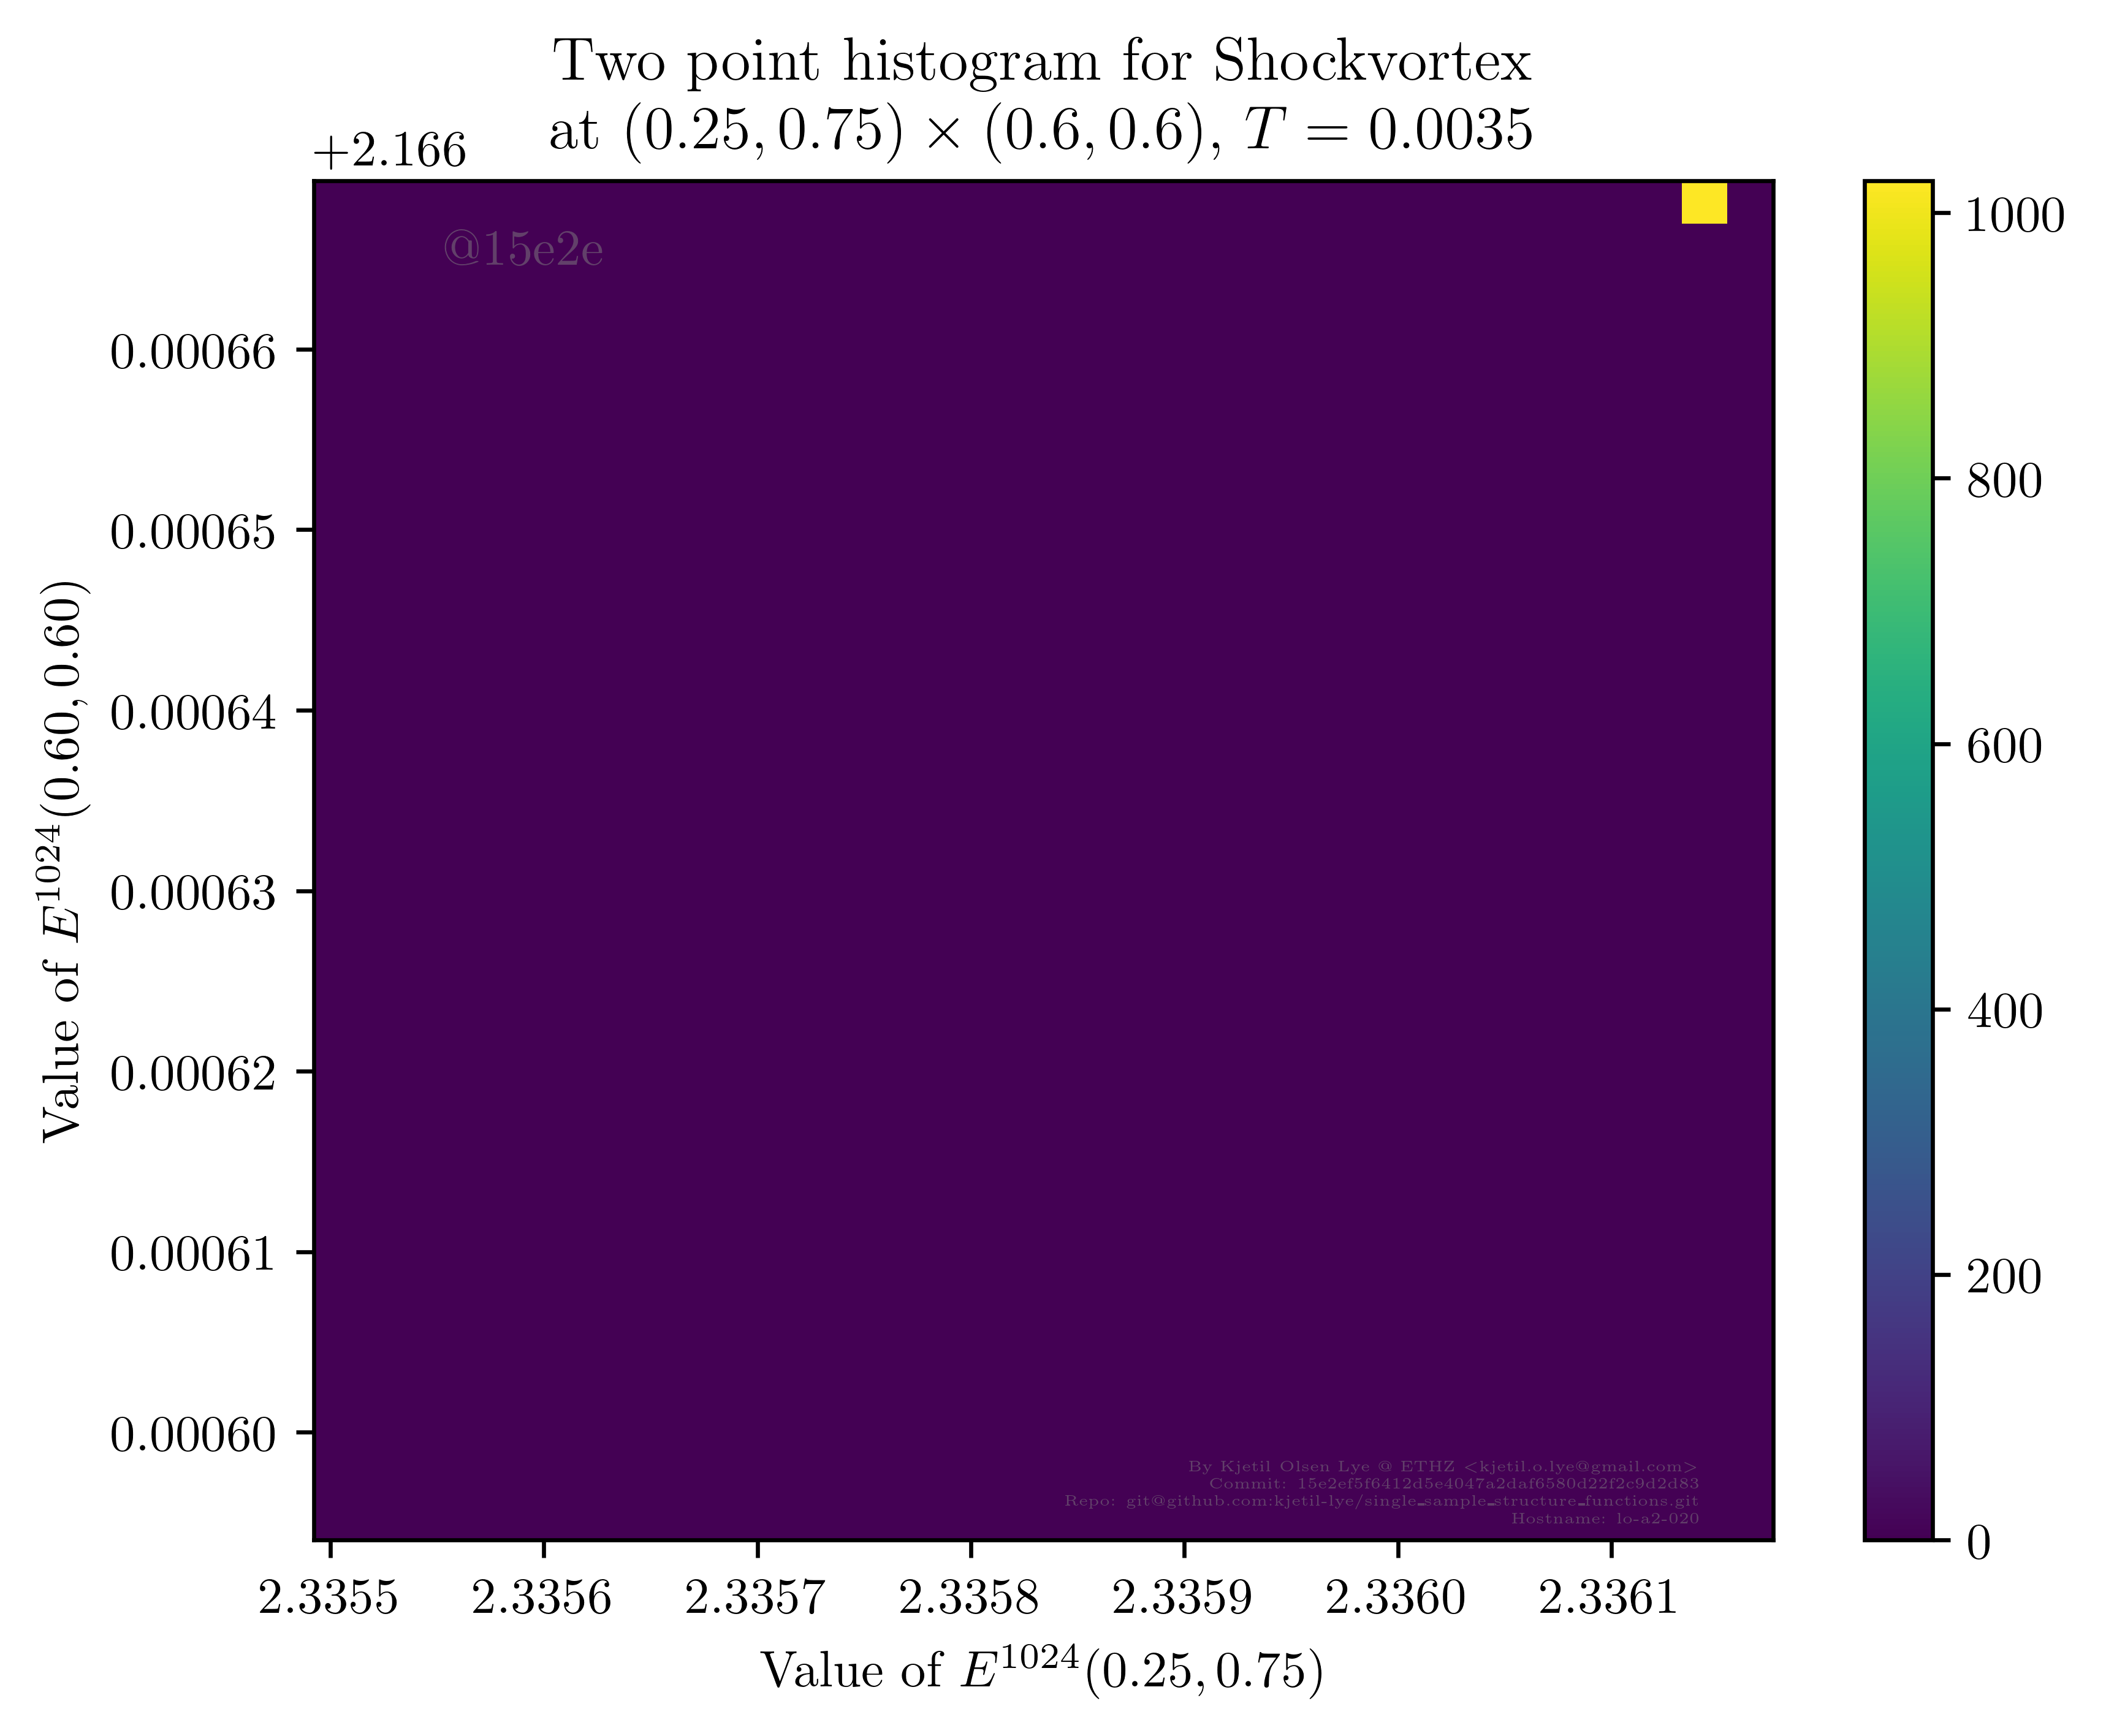 Two point histogram for Shockvortex
at (0.25, 0.75) × (0.6, 0.6), T = 0.0035
+2.166
@15e2e
0.00066
0.00065
0.00064
0.00063
0.00062
0.00061
0.00060
Value of E^1024(0.60, 0.60)
2.3355 2.3356 2.3357 2.3358 2.3359 2.3360 2.3361
Value of E^1024(0.25, 0.75)
1000
800
600
400
200
0
By Kjetil Olsen Lye @ ETHZ <kjetil.o.lye@gmail.com>
Commit: 15e2ef5f6412d5e4047a2daf6580d22f2c9d2d83
Repo: git@github.com:kjetil-lye/single_sample_structure_functions.git
Hostname: lo-a2-020